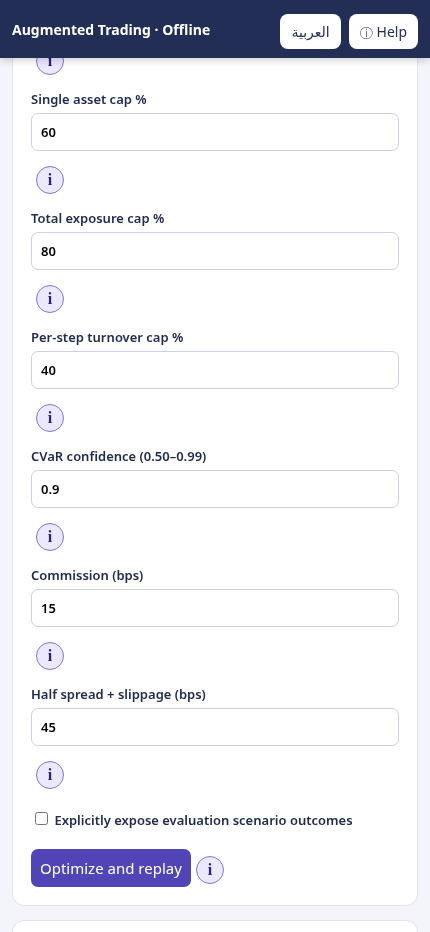 Augmented Trading · Offline
العربية
ⓘ Help
i
Single asset cap %
60
i
Total exposure cap %
80
i
Per-step turnover cap %
40
i
CVaR confidence (0.50–0.99)
0.9
i
Commission (bps)
15
i
Half spread + slippage (bps)
45
i
Explicitly expose evaluation scenario outcomes
Optimize and replay
i